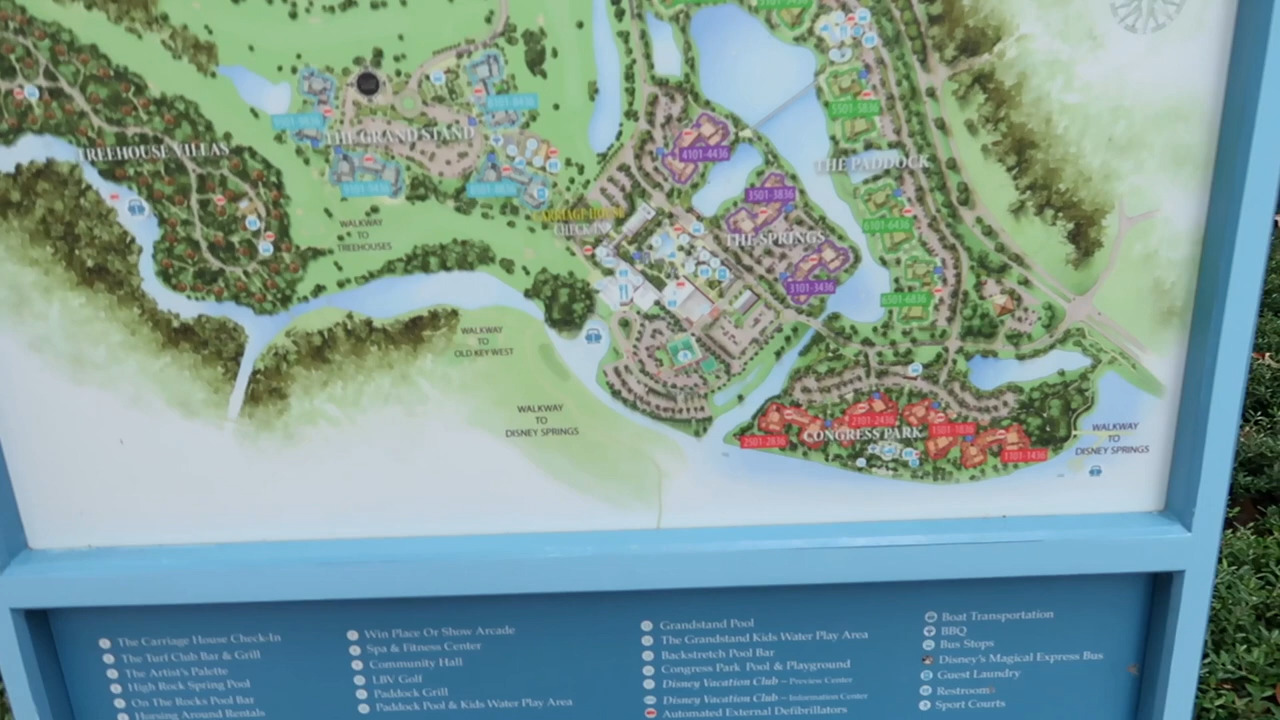 TREEHOUSE VILLAS
THE GRAND STAND
WALKWAY
TO
TREEHOUSES
CARRIAGE HOUSE
CHECK-IN
4101-4436
3501-3836
THE SPRINGS
3101-3436
5501-5836
THE PADDOCK
6101-6436
6501-6836
WALKWAY
TO
OLD KEY WEST
WALKWAY
TO
DISNEY SPRINGS
2501-2836
2101-2436
CONGRESS PARK
1501-1836
1101-1436
WALKWAY
TO
DISNEY SPRINGS
The Carriage House Check-In
The Turf Club Bar & Grill
The Artist's Palette
High Rock Spring Pool
On The Rocks Pool Bar
Horsing Around Rentals
Win Place Or Show Arcade
Spa & Fitness Center
Community Hall
LBV Golf
Paddock Grill
Paddock Pool & Kids Water Play Area
Grandstand Pool
The Grandstand Kids Water Play Area
Backstretch Pool Bar
Congress Park Pool & Playground
Disney Vacation Club – Preview Center
Disney Vacation Club – Information Center
Automated External Defibrillators
Boat Transportation
BBQ
Bus Stops
Disney's Magical Express Bus
Guest Laundry
Restrooms
Sport Courts